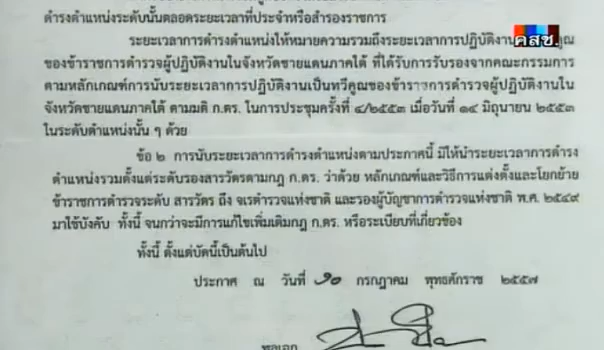 คสช.
ดำรงตำแหน่งระดับนั้นตลอดระยะเวลาที่ประจำหรือสำรองราชการ
ระยะเวลาการดำรงตำแหน่งให้หมายความรวมถึงระยะเวลาการปฏิบัติงาน
ของข้าราชการตำรวจผู้ปฏิบัติงานในจังหวัดชายแดนภาคใต้ ที่ได้รับการรับรองจากคณะกรรมการ
ตามหลักเกณฑ์การนับระยะเวลาการปฏิบัติงานเป็นทวีคูณของข้าราชการตำรวจผู้ปฏิบัติงานใน
จังหวัดชายแดนภาคใต้ ตามมติ ก.ตร. ในการประชุมครั้งที่ ๔/๒๕๕๓ เมื่อวันที่ ๑๔ มิถุนายน ๒๕๕๓
ในระดับตำแหน่งนั้น ๆ ด้วย
ข้อ ๒ การนับระยะเวลาการดำรงตำแหน่งตามประกาศนี้ มิให้นำระยะเวลาการดำรง
ตำแหน่งรวมตั้งแต่ระดับรองสารวัตรตามกฎ ก.ตร. ว่าด้วย หลักเกณฑ์และวิธีการแต่งตั้งและโยกย้าย
ข้าราชการตำรวจระดับ สารวัตร ถึง จเรตำรวจแห่งชาติ และรองผู้บัญชาการตำรวจแห่งชาติ พ.ศ. ๒๕๔๙
มาใช้บังคับ ทั้งนี้ จนกว่าจะมีการแก้ไขเพิ่มเติมกฎ ก.ตร. หรือระเบียบที่เกี่ยวข้อง
ทั้งนี้ ตั้งแต่บัดนี้เป็นต้นไป
ประกาศ ณ วันที่ ๑๐ กรกฎาคม พุทธศักราช ๒๕๕๗
พลเอก